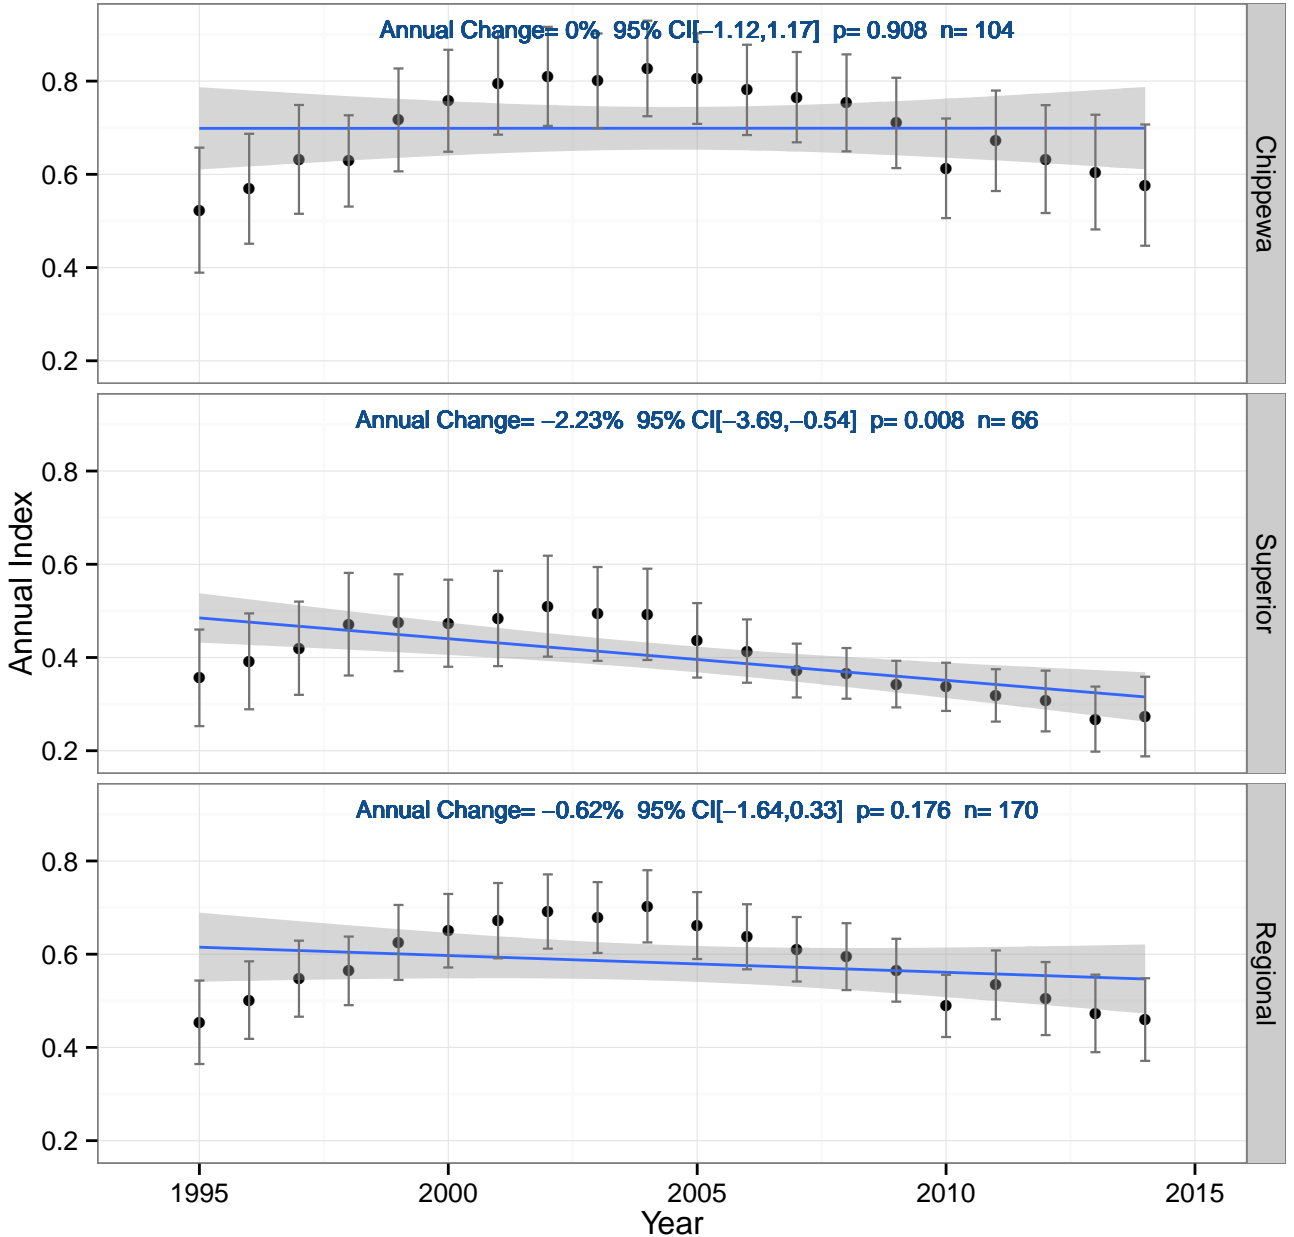 Annual Change= 0%  95% CI[−1.12,1.17]  p= 0.908  n= 104
0.8
0.6
0.4
0.2
Chippewa
Annual Change= −2.23%  95% CI[−3.69,−0.54]  p= 0.008  n= 66
0.8
0.6
0.4
0.2
Superior
Annual Index
Annual Change= −0.62%  95% CI[−1.64,0.33]  p= 0.176  n= 170
0.8
0.6
0.4
0.2
Regional
1995 2000 2005 2010 2015
Year